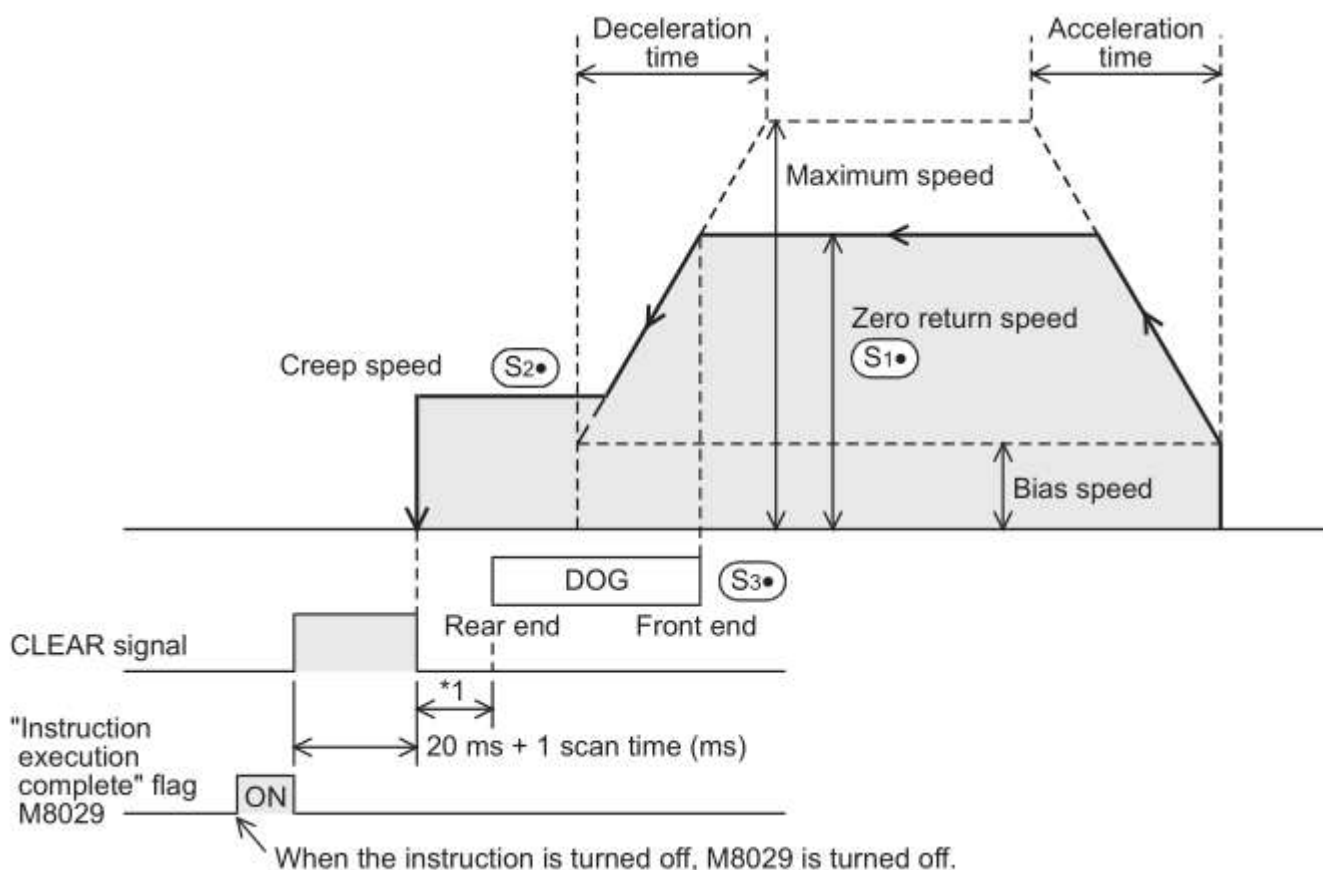 Deceleration
time
Acceleration
time
Maximum speed
Zero return speed
S1•
Creep speed
S2•
Bias speed
DOG
S3•
Rear end
Front end
CLEAR signal
*1
20 ms + 1 scan time (ms)
"Instruction
execution
complete" flag
M8029
ON
When the instruction is turned off, M8029 is turned off.